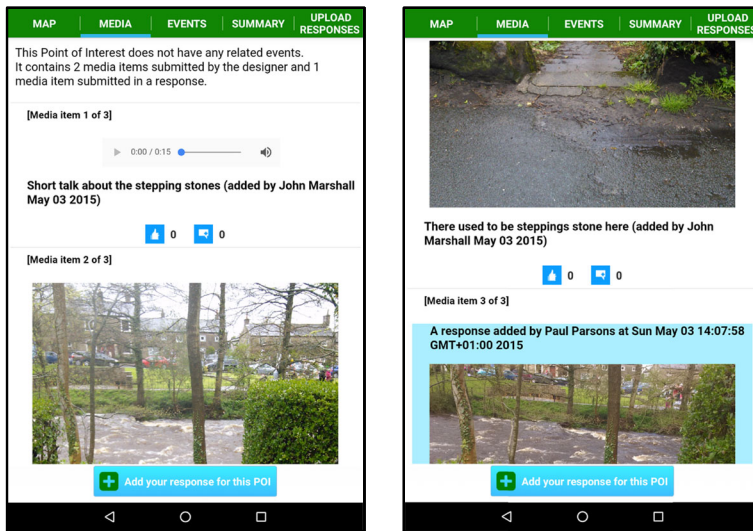 MAP
MEDIA
EVENTS
SUMMARY
UPLOAD
RESPONSES
This Point of Interest does not have any related events.
It contains 2 media items submitted by the designer and 1
media item submitted in a response.
[Media item 1 of 3]
0:00 / 0:15
Short talk about the stepping stones (added by John Marshall
May 03 2015)
0
0
[Media item 2 of 3]
Add your response for this POI
MAP
MEDIA
EVENTS
SUMMARY
UPLOAD
RESPONSES
There used to be steppings stone here (added by John
Marshall May 03 2015)
0
0
[Media item 3 of 3]
A response added by Paul Parsons at Sun May 03 14:07:58
GMT+01:00 2015
Add your response for this POI